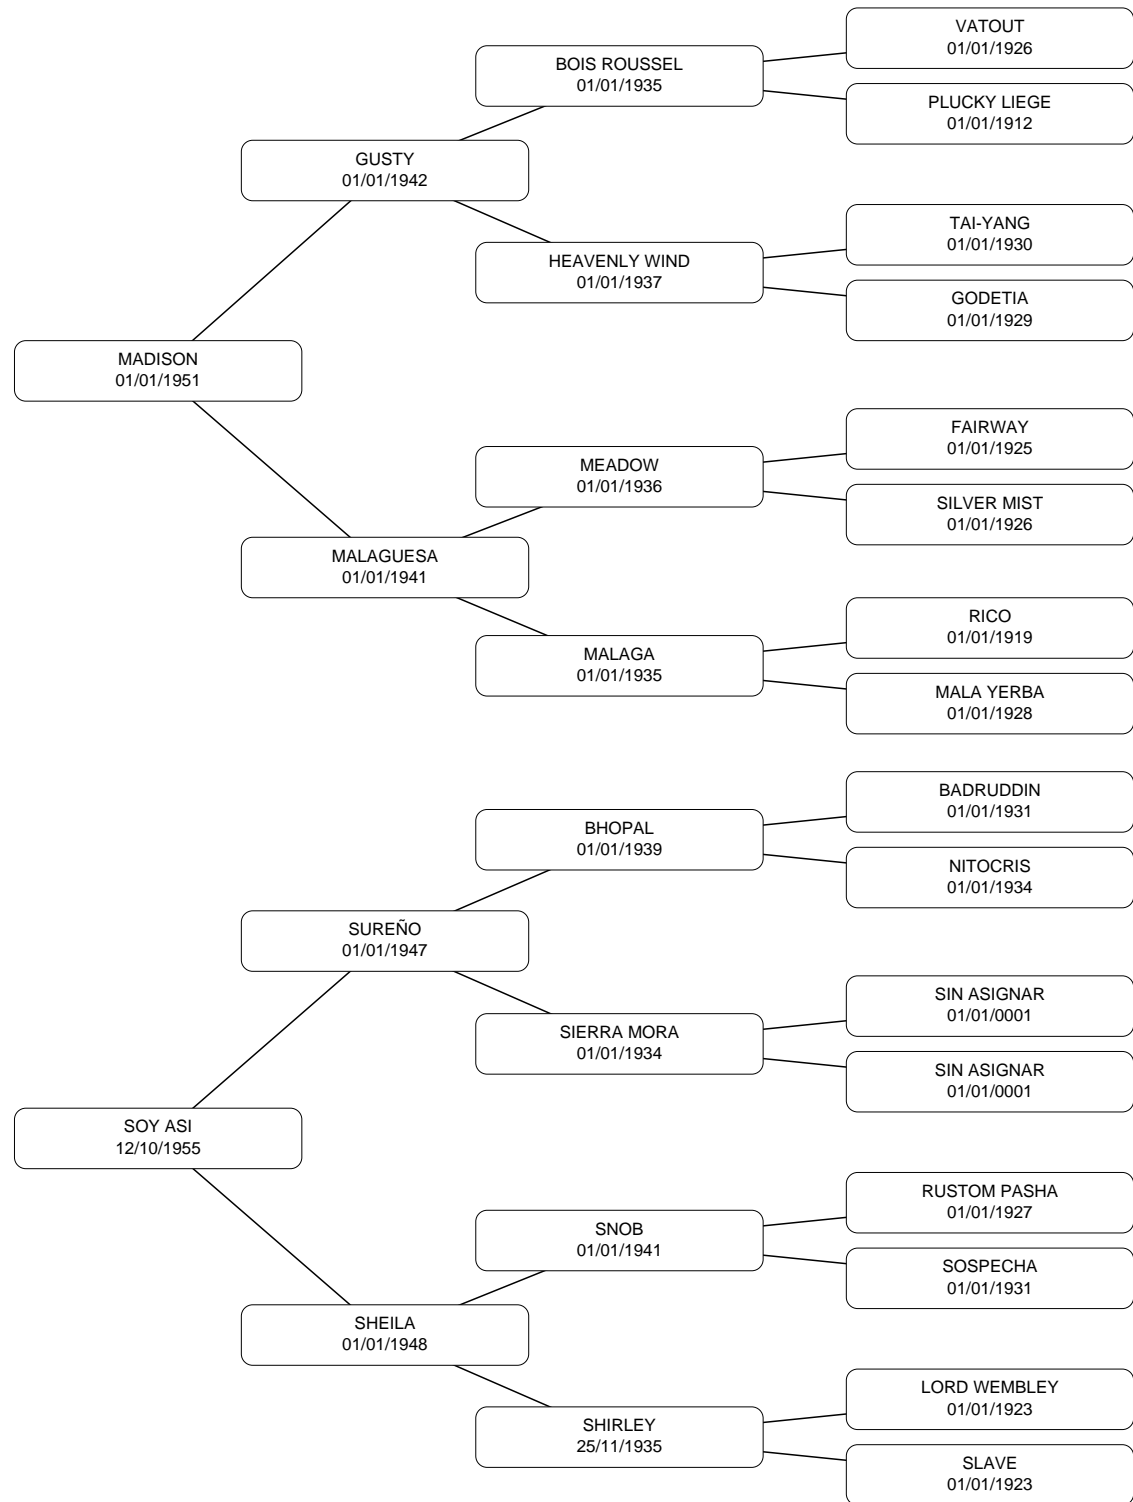 VATOUT
01/01/1926
BOIS ROUSSEL
01/01/1935
PLUCKY LIEGE
01/01/1912
GUSTY
01/01/1942
TAI-YANG
01/01/1930
HEAVENLY WIND
01/01/1937
GODETIA
01/01/1929
MADISON
01/01/1951
FAIRWAY
01/01/1925
MEADOW
01/01/1936
SILVER MIST
01/01/1926
MALAGUESA
01/01/1941
RICO
01/01/1919
MALAGA
01/01/1935
MALA YERBA
01/01/1928
BADRUDDIN
01/01/1931
BHOPAL
01/01/1939
NITOCRIS
01/01/1934
SUREÑO
01/01/1947
SIN ASIGNAR
01/01/0001
SIERRA MORA
01/01/1934
SIN ASIGNAR
01/01/0001
SOY ASI
12/10/1955
RUSTOM PASHA
01/01/1927
SNOB
01/01/1941
SOSPECHA
01/01/1931
SHEILA
01/01/1948
LORD WEMBLEY
01/01/1923
SHIRLEY
25/11/1935
SLAVE
01/01/1923